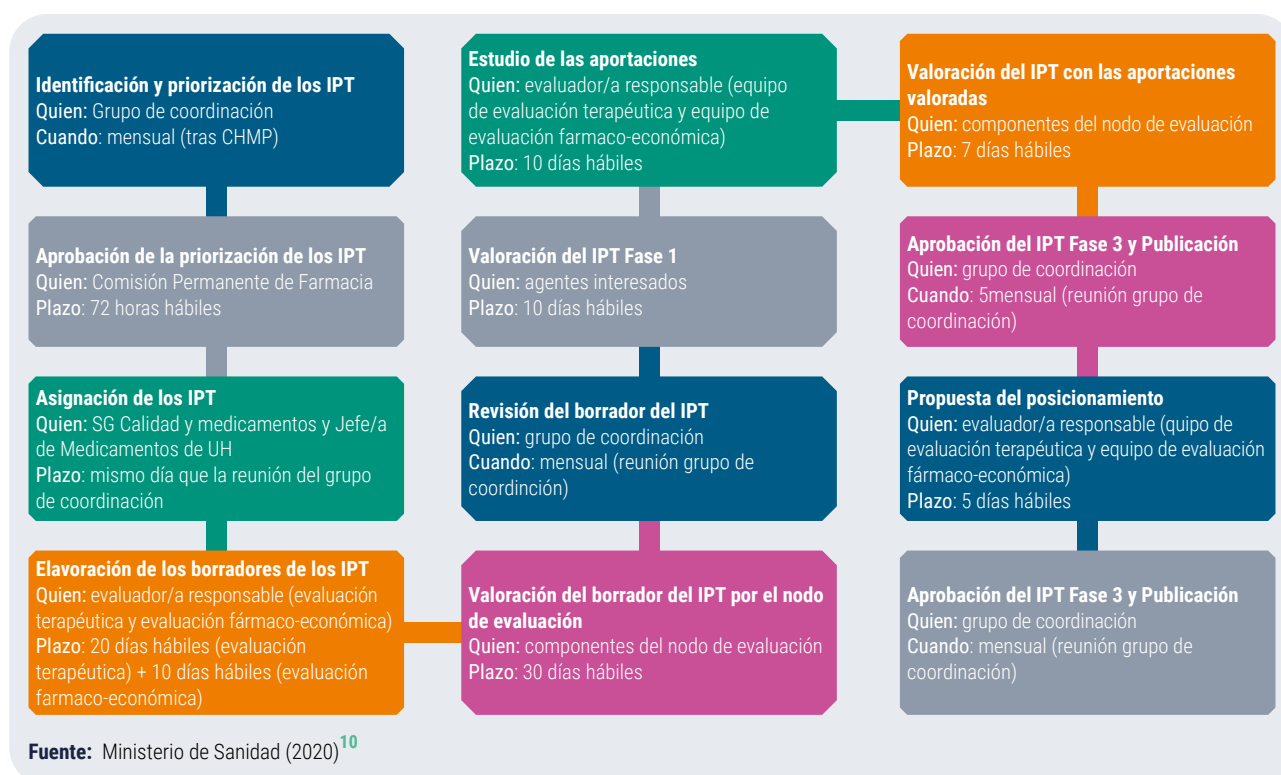 Identificación y priorización de los IPT
Quien: Grupo de coordinación
Cuando: mensual (tras CHMP)
Aprobación de la priorización de los IPT
Quien: Comisión Permanente de Farmacia
Plazo: 72 horas hábiles
Asignación de los IPT
Quien: SG Calidad y medicamentos y Jefe/a
de Medicamentos de UH
Plazo: mismo día que la reunión del grupo
de coordinación
Elavoración de los borradores de los IPT
Quien: evaluador/a responsable (evaluación
terapéutica y evaluación fármaco-económica)
Plazo: 20 días hábiles (evaluación
terapéutica) + 10 días hábiles (evaluación
farmaco-económica)
Valoración del borrador del IPT por el nodo
de evaluación
Quien: componentes del nodo de evaluación
Plazo: 30 días hábiles
Revisión del borrador del IPT
Quien: grupo de coordinación
Cuando: mensual (reunión grupo de
coordinción)
Valoración del IPT Fase 1
Quien: agentes interesados
Plazo: 10 días hábiles
Estudio de las aportaciones
Quien: evaluador/a responsable (equipo
de evaluación terapéutica y equipo de
evaluación farmaco-económica)
Plazo: 10 días hábiles
Valoración del IPT con las aportaciones
valoradas
Quien: componentes del nodo de evaluación
Plazo: 7 días hábiles
Aprobación del IPT Fase 3 y Publicación
Quien: grupo de coordinación
Cuando: 5mensual (reunión grupo de
coordinación)
Propuesta del posicionamiento
Quien: evaluador/a responsable (quipo de
evaluación terapéutica y equipo de evaluación
fármaco-económica)
Plazo: 5 días hábiles
Aprobación del IPT Fase 3 y Publicación
Quien: grupo de coordinación
Cuando: mensual (reunión grupo de
coordinación)
Fuente: Ministerio de Sanidad (2020)10